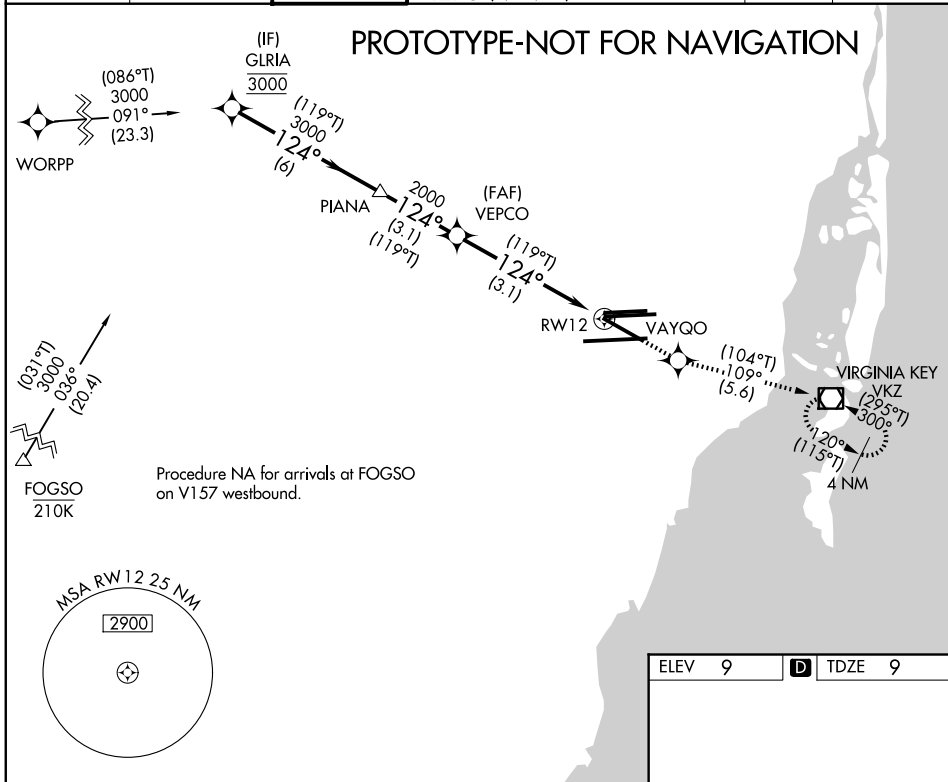 PROTOTYPE-NOT FOR NAVIGATION
(IF)
GLRIA
3000
(086°T)
3000
091°
(23.3)
WORPP
(119°T)
3000
124°
(6)
PIANA
2000
124°
(3.1)
(119°T)
(FAF)
VEPCO
(119°T)
124°
(3.1)
RW12
VAYQO
(104°T)
109°
(5.6)
VIRGINIA KEY
VKZ
(295°T)
300°
120°
(115°T)
4 NM
(031°T)
3000
036°
(20.4)
FOGSO
210K
Procedure NA for arrivals at FOGSO
on V157 westbound.
MSA RW12 25 NM
2900
ELEV 9 D TDZE 9